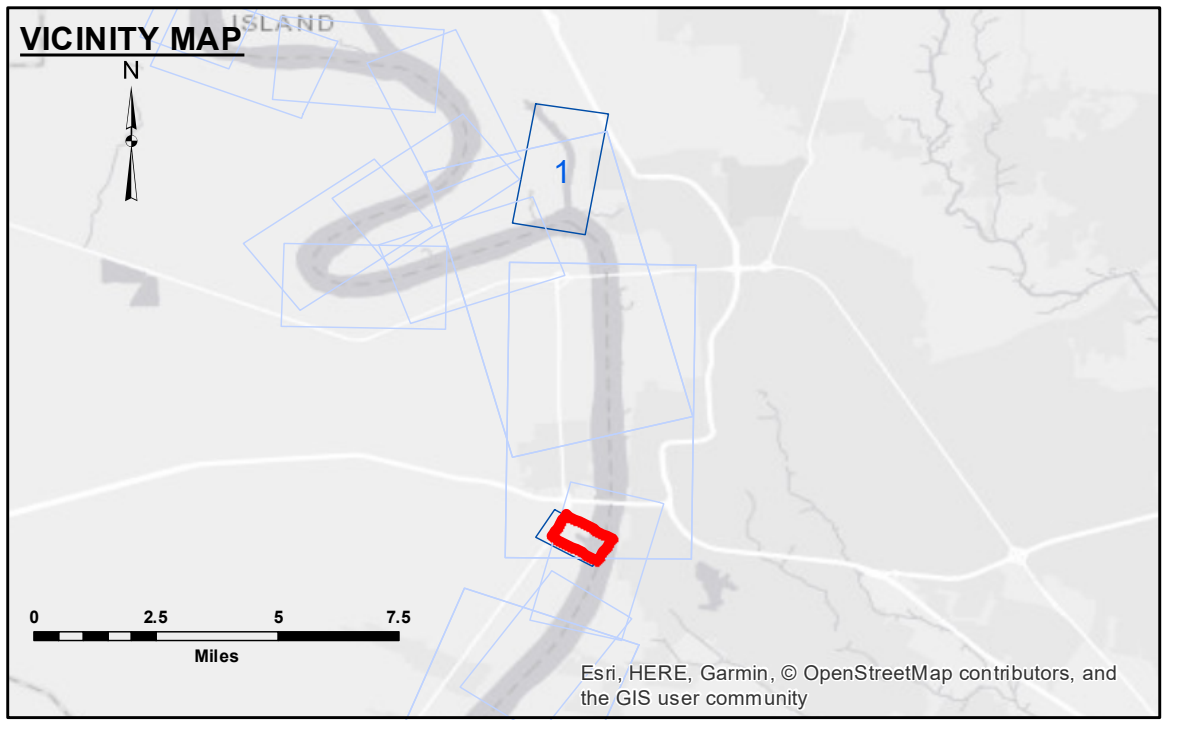 ISLAND
VICINITY MAP
N
1
0 2.5 5 7.5
Miles
Esri, HERE, Garmin, © OpenStreetMap contributors, and
the GIS user community